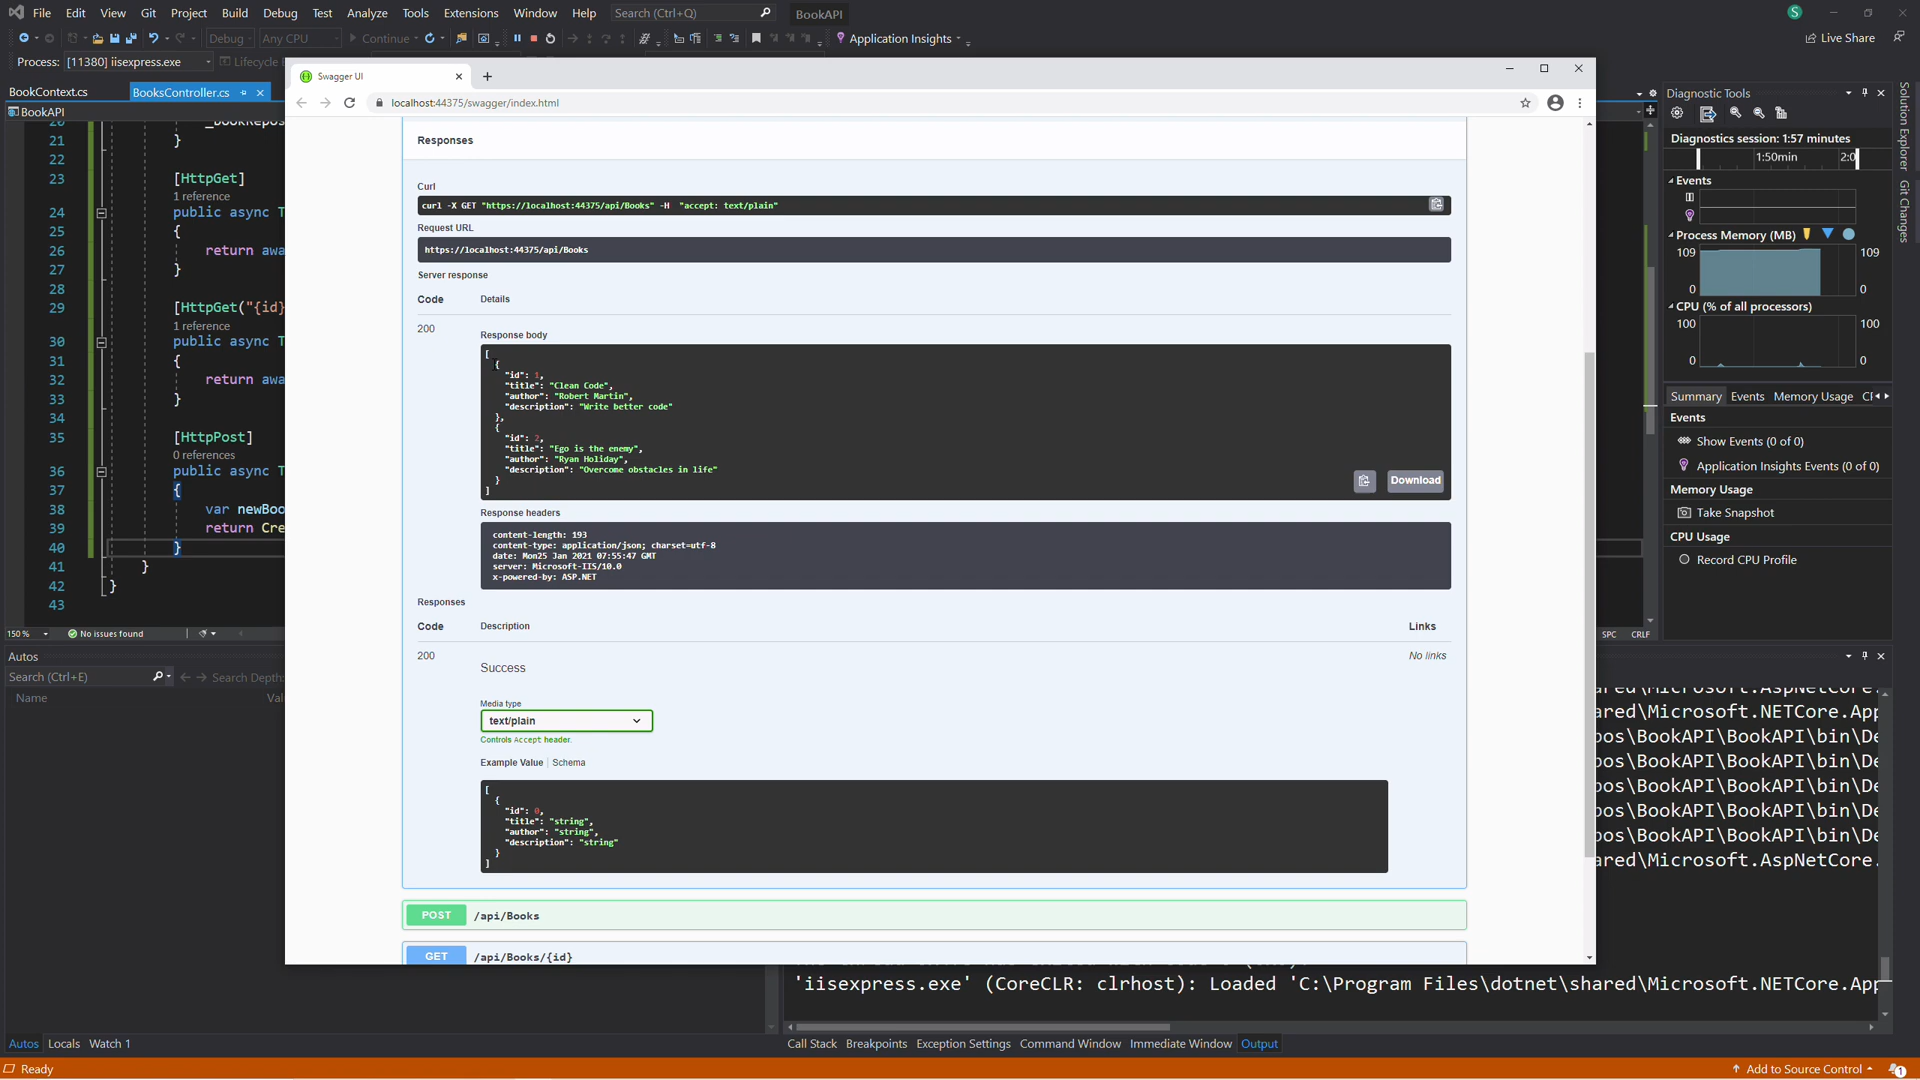 File Edit View Git Project Build Debug Test Analyze Tools Extensions Window Help Search (Ctrl+Q) BookAPI S
Debug Any CPU Continue Application Insights Live Share
Process: [11380] iisexpress.exe Lifecycle
BookContext.cs BooksController.cs
BookAPI
21 }
22
23 [HttpGet]
1 reference
24 public async T
25 {
26 return awa
27 }
28
29 [HttpGet("{id}
1 reference
30 public async T
31 {
32 return awa
33 }
34
35 [HttpPost]
0 references
36 public async T
37 {
38 var newBoo
39 return Cre
40 }
41 }
42 }
43
150 % No issues found
SPC CRLF
Swagger UI
localhost:44375/swagger/index.html
Responses
Curl
curl -X GET "https://localhost:44375/api/Books" -H "accept: text/plain"
Request URL
https://localhost:44375/api/Books
Server response
Code Details
200
Response body
[
{
"id": 1,
"title": "Clean Code",
"author": "Robert Martin",
"description": "Write better code"
},
{
"id": 2,
"title": "Ego is the enemy",
"author": "Ryan Holiday",
"description": "Overcome obstacles in life"
}
]
Download
Response headers
content-length: 193
content-type: application/json; charset=utf-8
date: Mon25 Jan 2021 07:55:47 GMT
server: Microsoft-IIS/10.0
x-powered-by: ASP.NET
Responses
Code Description Links
200 Success No links
Media type
text/plain
Controls Accept header.
Example Value Schema
[
{
"id": 0,
"title": "string",
"author": "string",
"description": "string"
}
]
POST /api/Books
GET /api/Books/{id}
Diagnostic Tools
Diagnostics session: 1:57 minutes
1:50min 2:0
Events
Process Memory (MB)
109 109
0 0
CPU (% of all processors)
100 100
0 0
Summary Events Memory Usage
Events
Show Events (0 of 0)
Application Insights Events (0 of 0)
Memory Usage
Take Snapshot
CPU Usage
Record CPU Profile
Solution Explorer
Git Changes
Autos
Search (Ctrl+E) Search Depth:
Name Val
ared\Microsoft.AspNetCore.
ared\Microsoft.NETCore.App
pos\BookAPI\BookAPI\bin\De
pos\BookAPI\BookAPI\bin\De
pos\BookAPI\BookAPI\bin\De
pos\BookAPI\BookAPI\bin\De
pos\BookAPI\BookAPI\bin\De
ared\Microsoft.AspNetCore.
'iisexpress.exe' (CoreCLR: clrhost): Loaded 'C:\Program Files\dotnet\shared\Microsoft.NETCore.App
Autos Locals Watch 1
Call Stack Breakpoints Exception Settings Command Window Immediate Window Output
Ready Add to Source Control 1